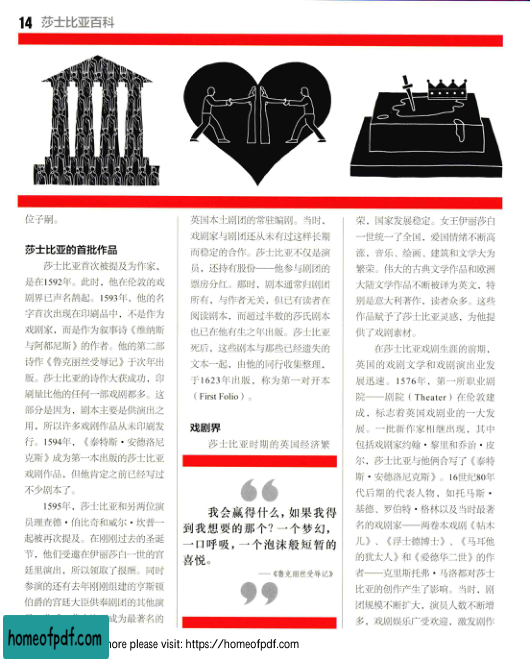 14 莎士比亚百科
位子嗣。
莎士比亚的首批作品
莎士比亚首次被提及为作家，
是在1592年。此时，他在伦敦的戏
剧界已声名鹊起。1593年，他的名
字首次出现在印刷品中，不是作为
戏剧家，而是作为叙事诗《维纳斯
与阿都尼斯》的作者。他的第二部
诗作《鲁克丽丝受辱记》于次年出
版。莎士比亚的诗作大获成功，印
刷量比他的任何一部戏剧都多。这
部分是因为，剧本主要是供演出之
用，所以许多戏剧作品从未印刷发
行。1594年，《泰特斯·安德洛尼
克斯》成为第一本出版的莎士比亚
戏剧作品，但他肯定之前已经写过
不少剧本了。
1595年，莎士比亚和另两位演
员理查德·伯比奇和威尔·坎普一
起被再次提及。在刚刚过去的圣诞
节，他们受邀在伊丽莎白一世的宫
廷里演出，所以领取了报酬。同时
参演的还有去年刚刚组建的亨斯顿
伯爵的宫廷大臣供奉剧团的其他演
成为最著名的
英国本土剧团的常驻编剧。当时，
戏剧家与剧团还从未有过这样长期
而稳定的合作。莎士比亚不仅是演
员，还持有股份——他参与剧团的
票房分红。那时，剧本通常归剧团
所有，与作者无关，但已有读者在
阅读剧本，而超过半数的莎氏剧本
也已在他有生之年出版。莎士比亚
死后，这些剧本与那些已经遗失的
文本一起，由他的同行收集整理，
于1623年出版，称为第一对开本
（First Folio）。
戏剧界
莎士比亚时期的英国经济繁
我会赢得什么，如果我得
到我想要的那个？一个梦幻，
一口呼吸，一个泡沫般短暂的
喜悦。
——《鲁克丽丝受辱记》
荣，国家发展稳定。女王伊丽莎白
一世统一了全国，爱国情绪不断高
涨，音乐、绘画、建筑和文学大为
繁荣。伟大的古典文学作品和欧洲
大陆文学作品不断被译为英文，特
别是意大利著作，读者众多。这些
作品赋予了莎士比亚灵感，为他提
供了戏剧素材。
在莎士比亚戏剧生涯的前期，
英国的戏剧文学和戏剧演出业发
展迅速。1576年，第一所职业剧
院——剧院（Theater）在伦敦建
成，标志着英国戏剧业的一大发
展。一批新作家相继出现，其中
包括戏剧家约翰·黎里和乔治·皮
尔，莎士比亚与他俩合写了《泰特
斯·安德洛尼克斯》。16世纪80年
代后期的代表人物，如托马斯·
基德、罗伯特·格林以及当时最著
名的戏剧家——两卷本戏剧《帖木
儿》、《浮士德博士》、《马耳他
的犹太人》和《爱德华二世》的作
者——克里斯托弗·马洛都对莎士
比亚的创作产生了影响。当时，剧
团规模不断扩大，演员人数不断增
多，戏剧娱乐广受欢迎，激发剧作
homeofpdf.com
more please visit: https://homeofpdf.com